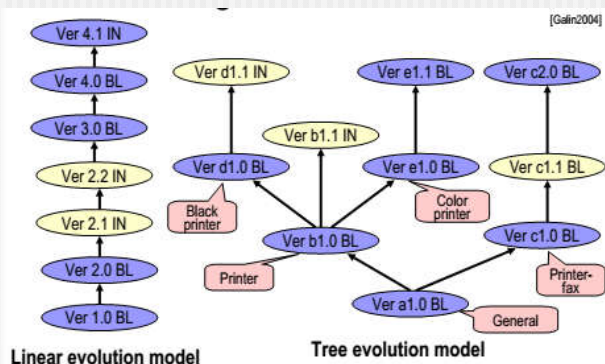 [Galin2004]
Ver 4.1 IN
Ver 4.0 BL
Ver 3.0 BL
Ver 2.2 IN
Ver 2.1 IN
Ver 2.0 BL
Ver 1.0 BL
Linear evolution model
Ver d1.1 IN
Ver e1.1 BL
Ver c2.0 BL
Ver b1.1 IN
Ver d1.0 BL
Ver e1.0 BL
Ver c1.1 BL
Black
printer
Color
printer
Ver b1.0 BL
Ver c1.0 BL
Printer
Printer-
fax
Ver a1.0 BL
General
Tree evolution model